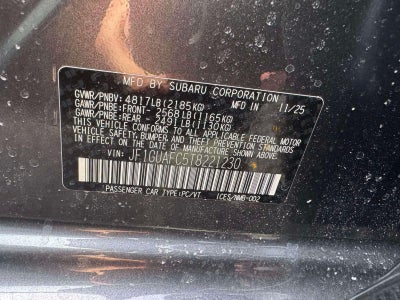 MFD BY SUBARU CORPORATION 11/25
GVWR/PNBV: 4817LB(2185KG)
GAWR/PNBE:FRONT- 2568LB(1165KG)
GAWR/PNBE:REAR - 2491LB(1130KG)
THIS VEHICLE CONFORMS TO ALL APPLICABLE FEDERAL MOTOR
VEHICLE SAFETY, BUMPER, AND THEFT PREVENTION STANDARDS
IN EFFECT ON THE DATE OF MANUFACTURE SHOWN ABOVE.
VIN: JF1GUAFC5T8221230
PASSENGER CAR TYPE:PC/VT ICES/NMB-002